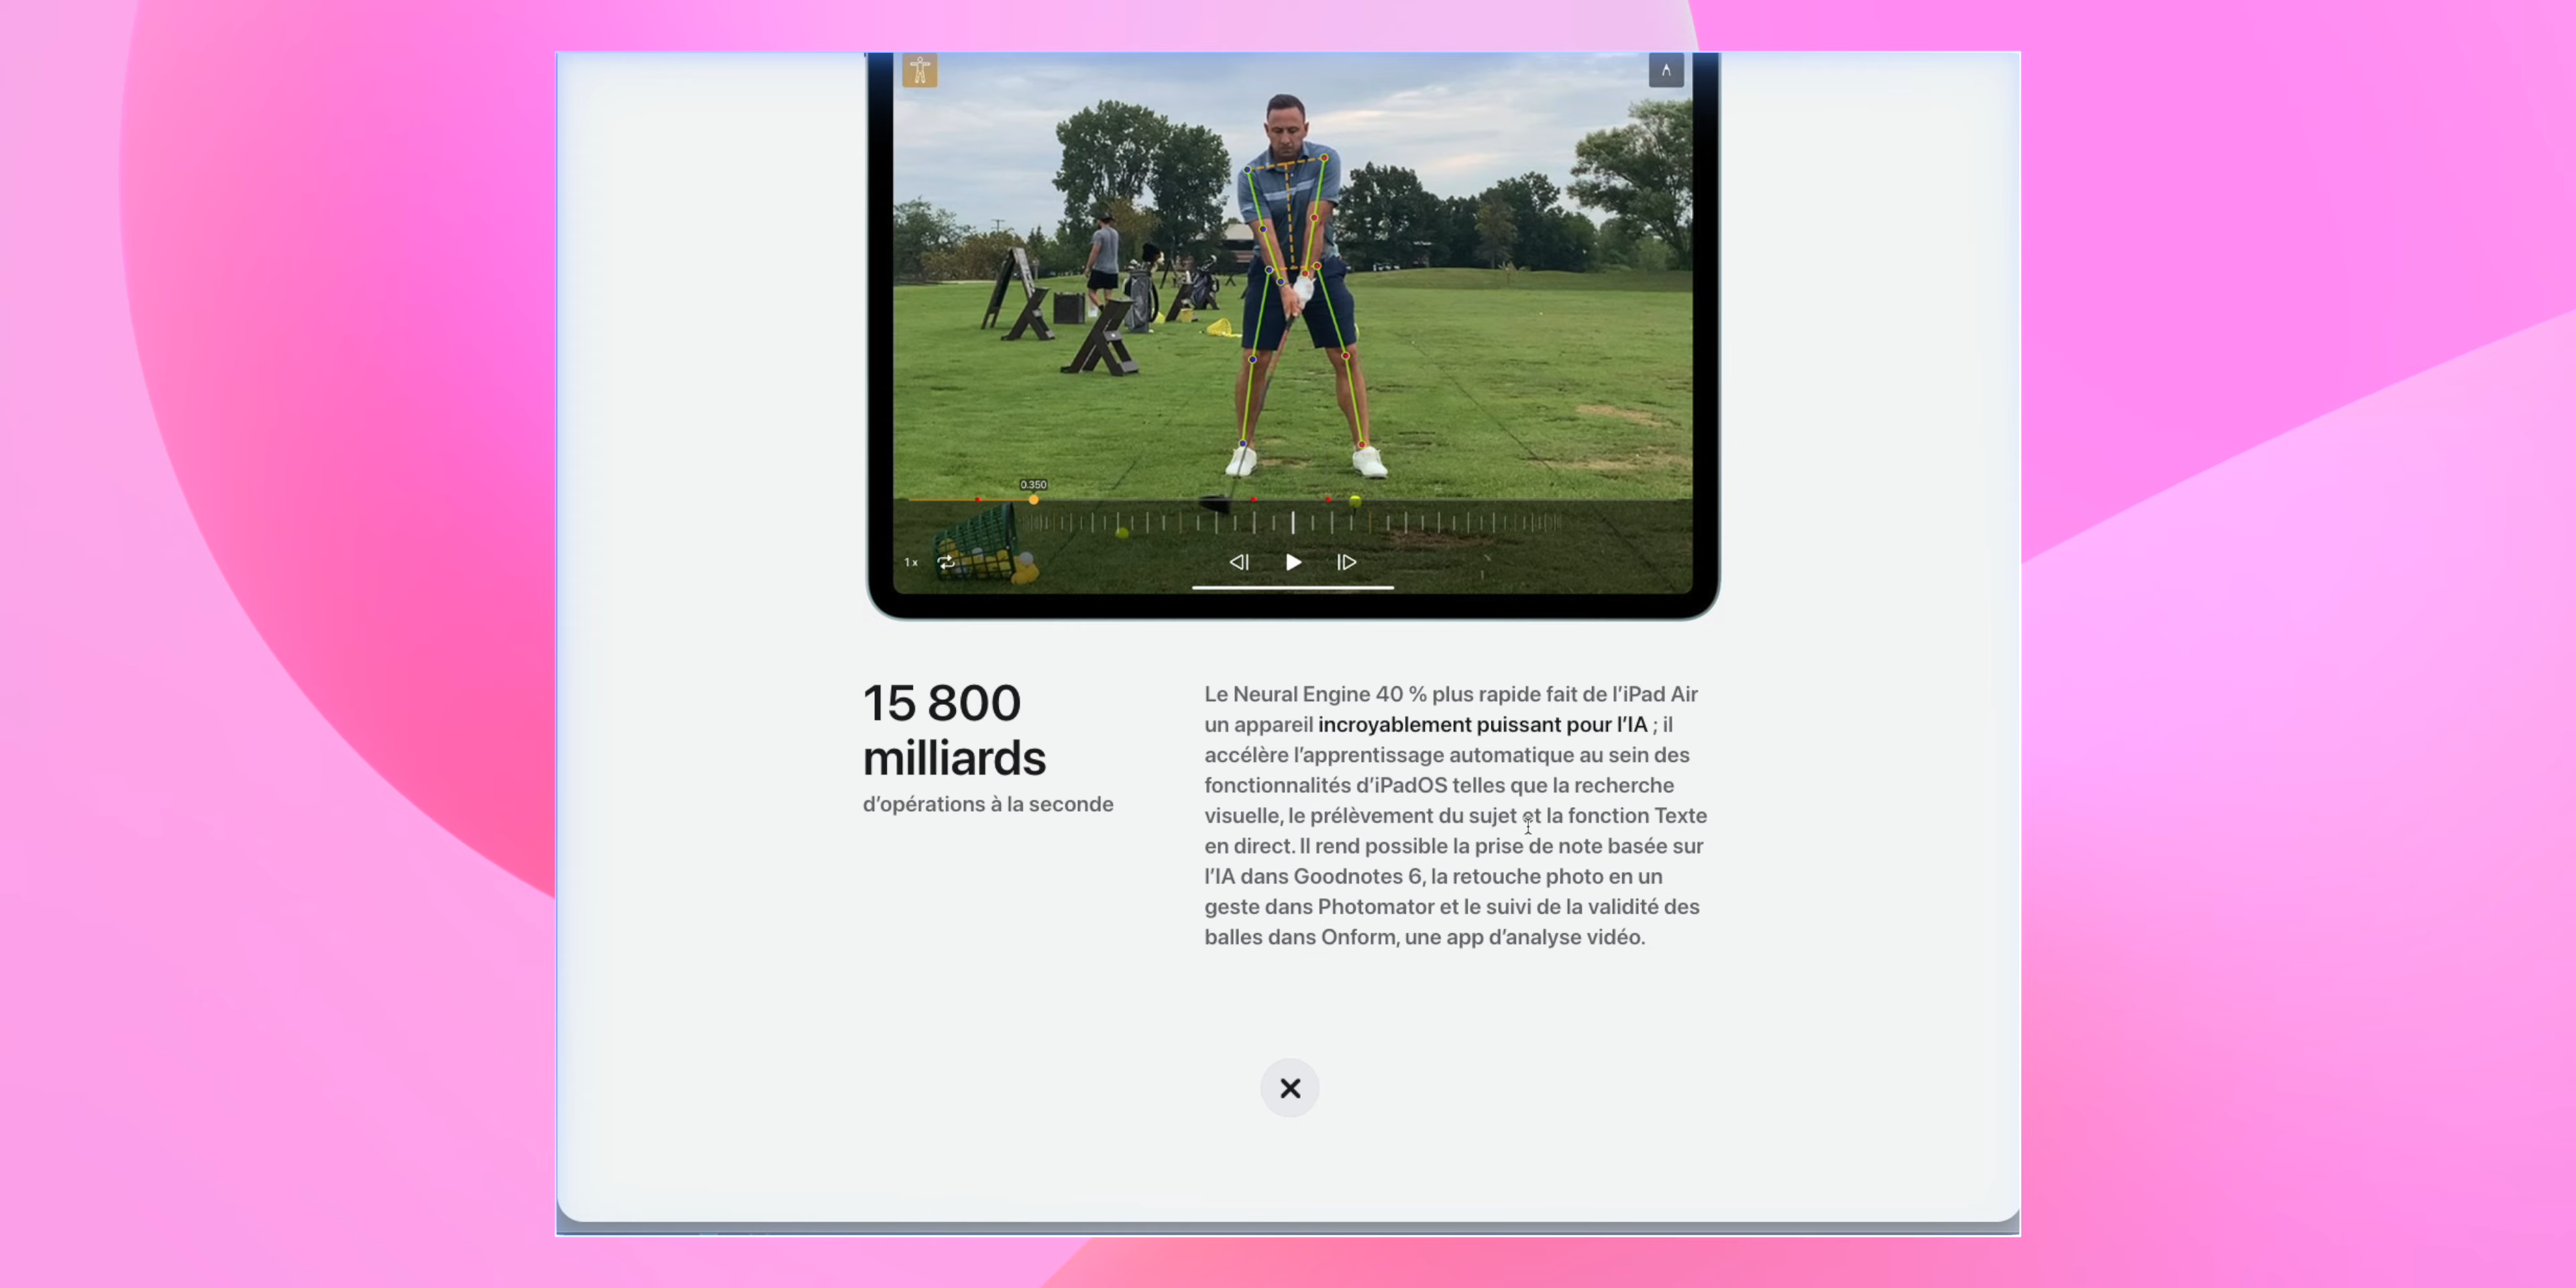 0.350
1x
15 800
milliards
d'opérations à la seconde
Le Neural Engine 40 % plus rapide fait de l'iPad Air
un appareil incroyablement puissant pour l'IA ; il
accélère l'apprentissage automatique au sein des
fonctionnalités d'iPadOS telles que la recherche
visuelle, le prélèvement du sujet et la fonction Texte
en direct. Il rend possible la prise de note basée sur
l'IA dans Goodnotes 6, la retouche photo en un
geste dans Photomator et le suivi de la validité des
balles dans Onform, une app d'analyse vidéo.